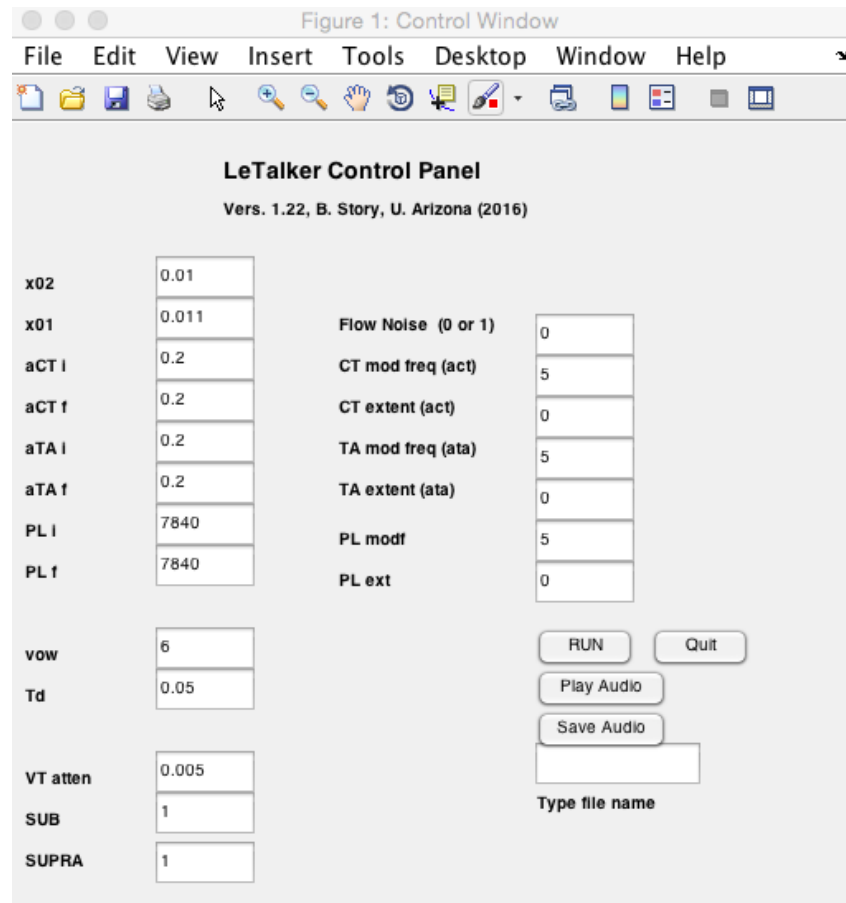 Figure 1: Control Window
File Edit View Insert Tools Desktop Window Help
LeTalker Control Panel
Vers. 1.22, B. Story, U. Arizona (2016)
x02 0.01
x01 0.011
aCT i 0.2
aCT f 0.2
aTA i 0.2
aTA f 0.2
PL i 7840
PL f 7840
vow 6
Td 0.05
VT atten 0.005
SUB 1
SUPRA 1
Flow Noise (0 or 1) 0
CT mod freq (act) 5
CT extent (act) 0
TA mod freq (ata) 5
TA extent (ata) 0
PL modf 5
PL ext 0
RUN Quit
Play Audio
Save Audio
Type file name